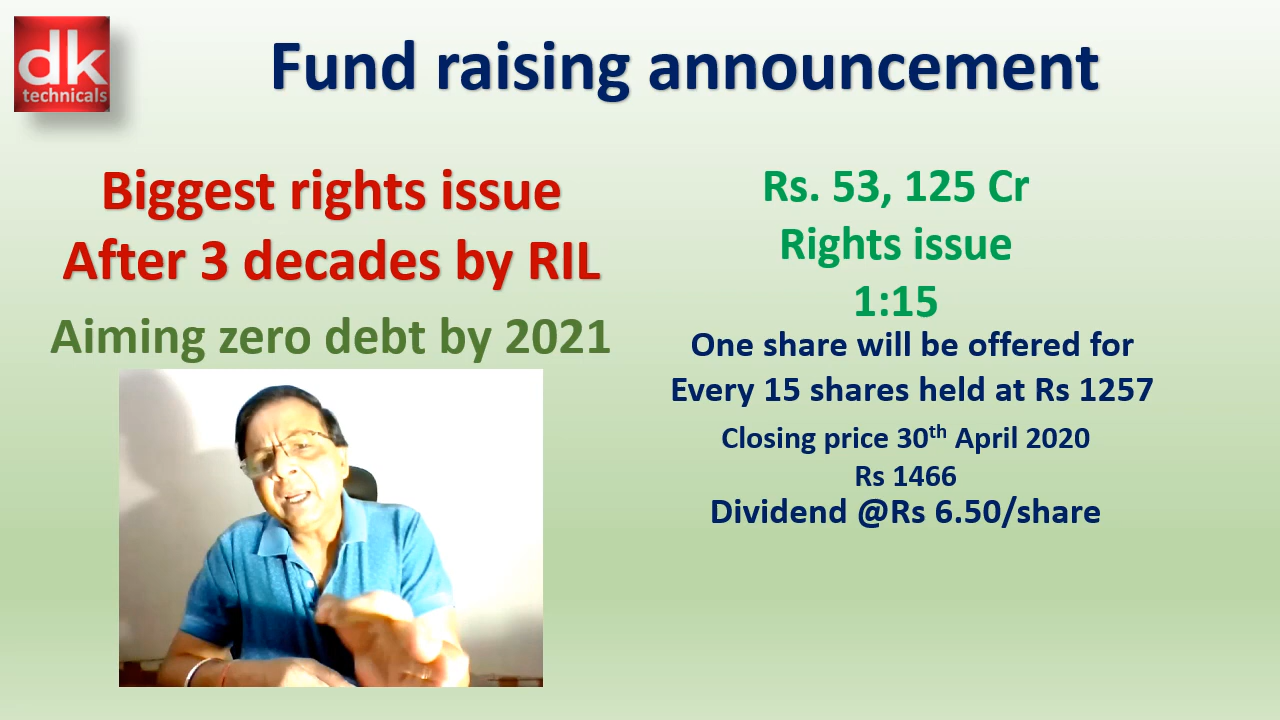 dk
technicals
Fund raising announcement
Biggest rights issue
After 3 decades by RIL
Aiming zero debt by 2021
Rs. 53, 125 Cr
Rights issue
1:15
One share will be offered for
Every 15 shares held at Rs 1257
Closing price 30th April 2020
Rs 1466
Dividend @Rs 6.50/share